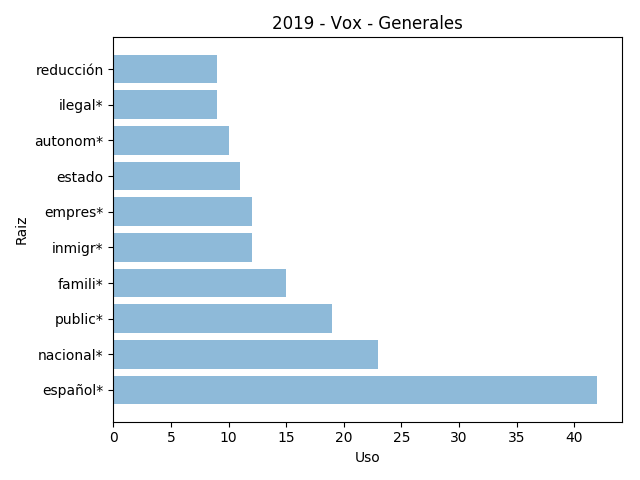 2019 - Vox - Generales
reducción
ilegal*
autonom*
estado
empres*
inmigr*
famili*
public*
nacional*
español*
Raiz
0 5 10 15 20 25 30 35 40
Uso